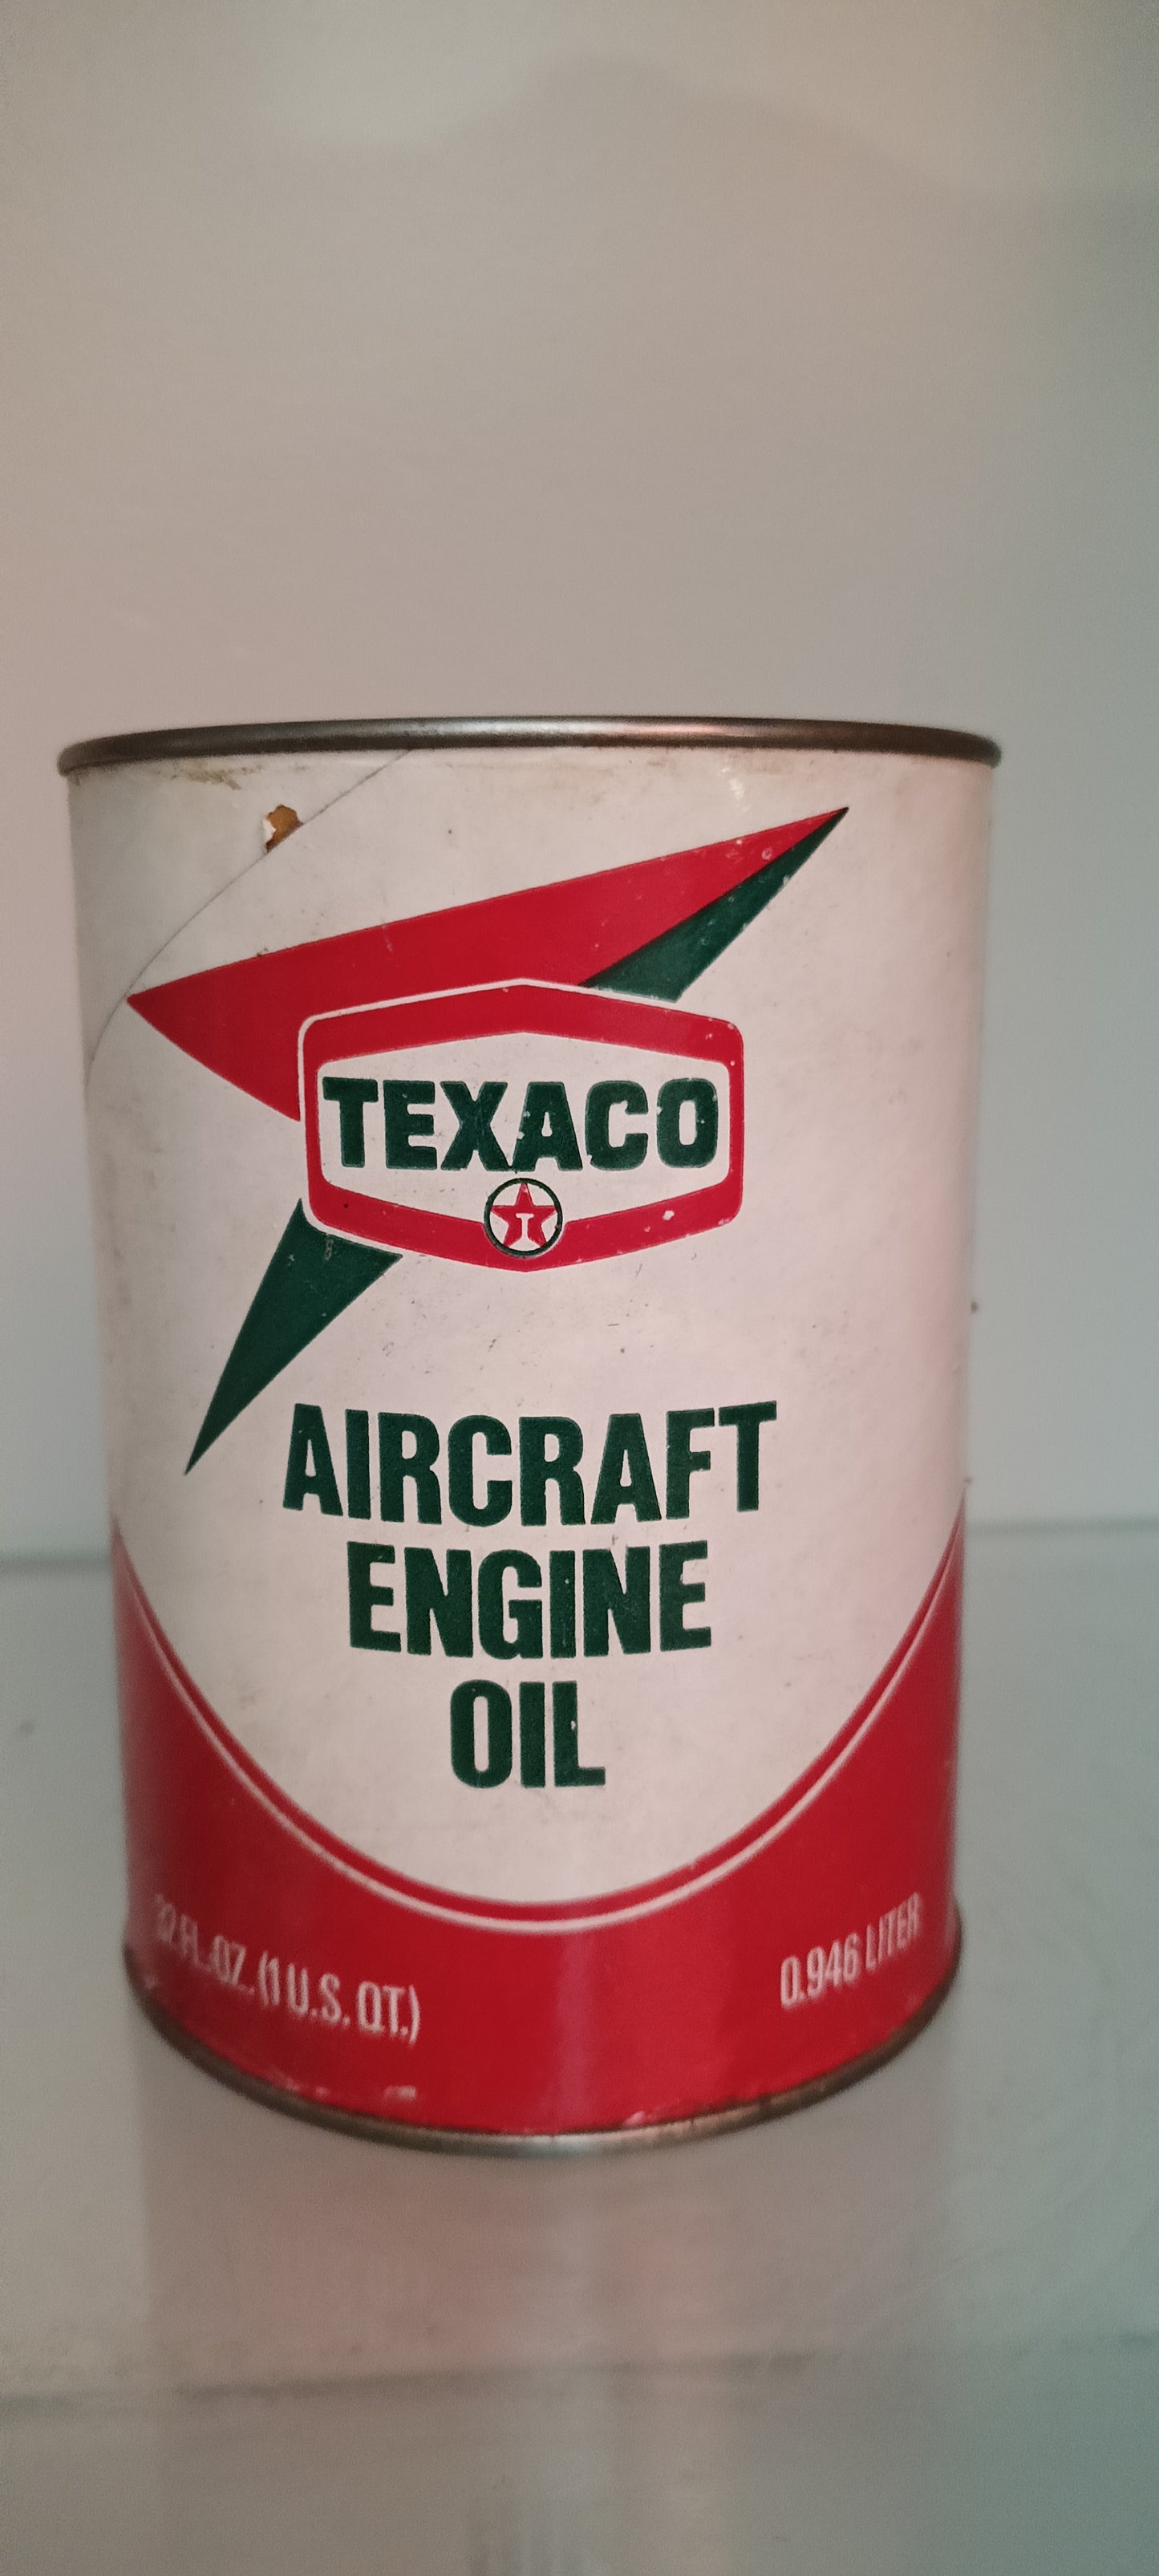 TEXACO
T
AIRCRAFT
ENGINE
OIL
32 FL. OZ. (1 U.S. QT.)
0.946 LITER